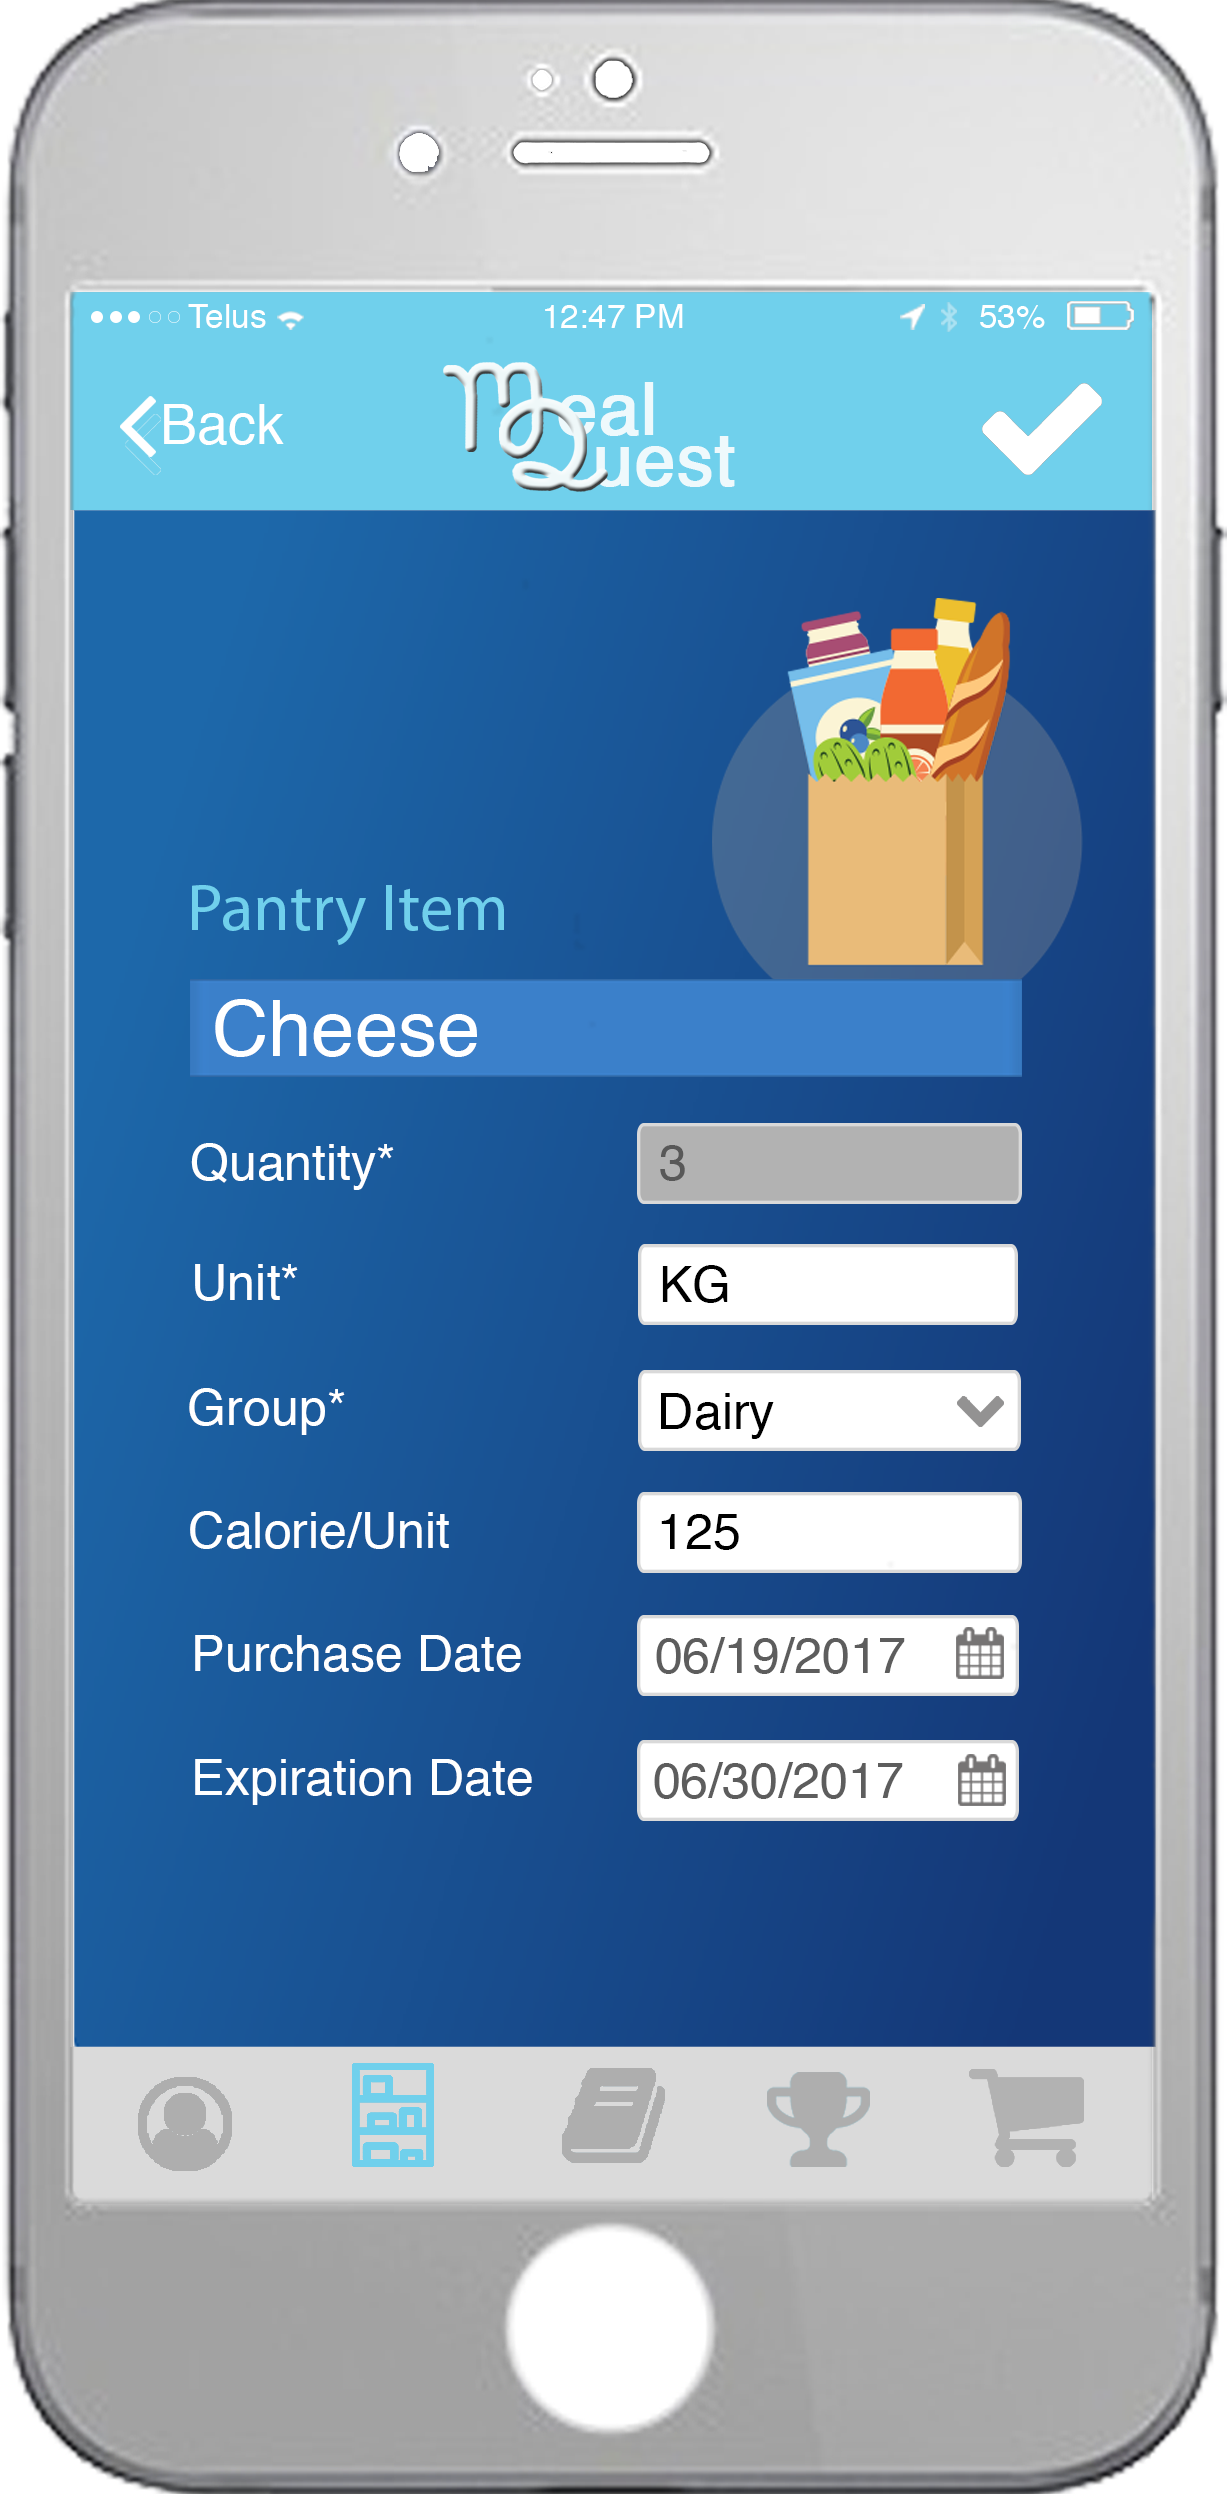 Telus 12:47 PM 53%
Back Meal Quest
Pantry Item
Cheese
Quantity* 3
Unit* KG
Group* Dairy
Calorie/Unit 125
Purchase Date 06/19/2017
Expiration Date 06/30/2017